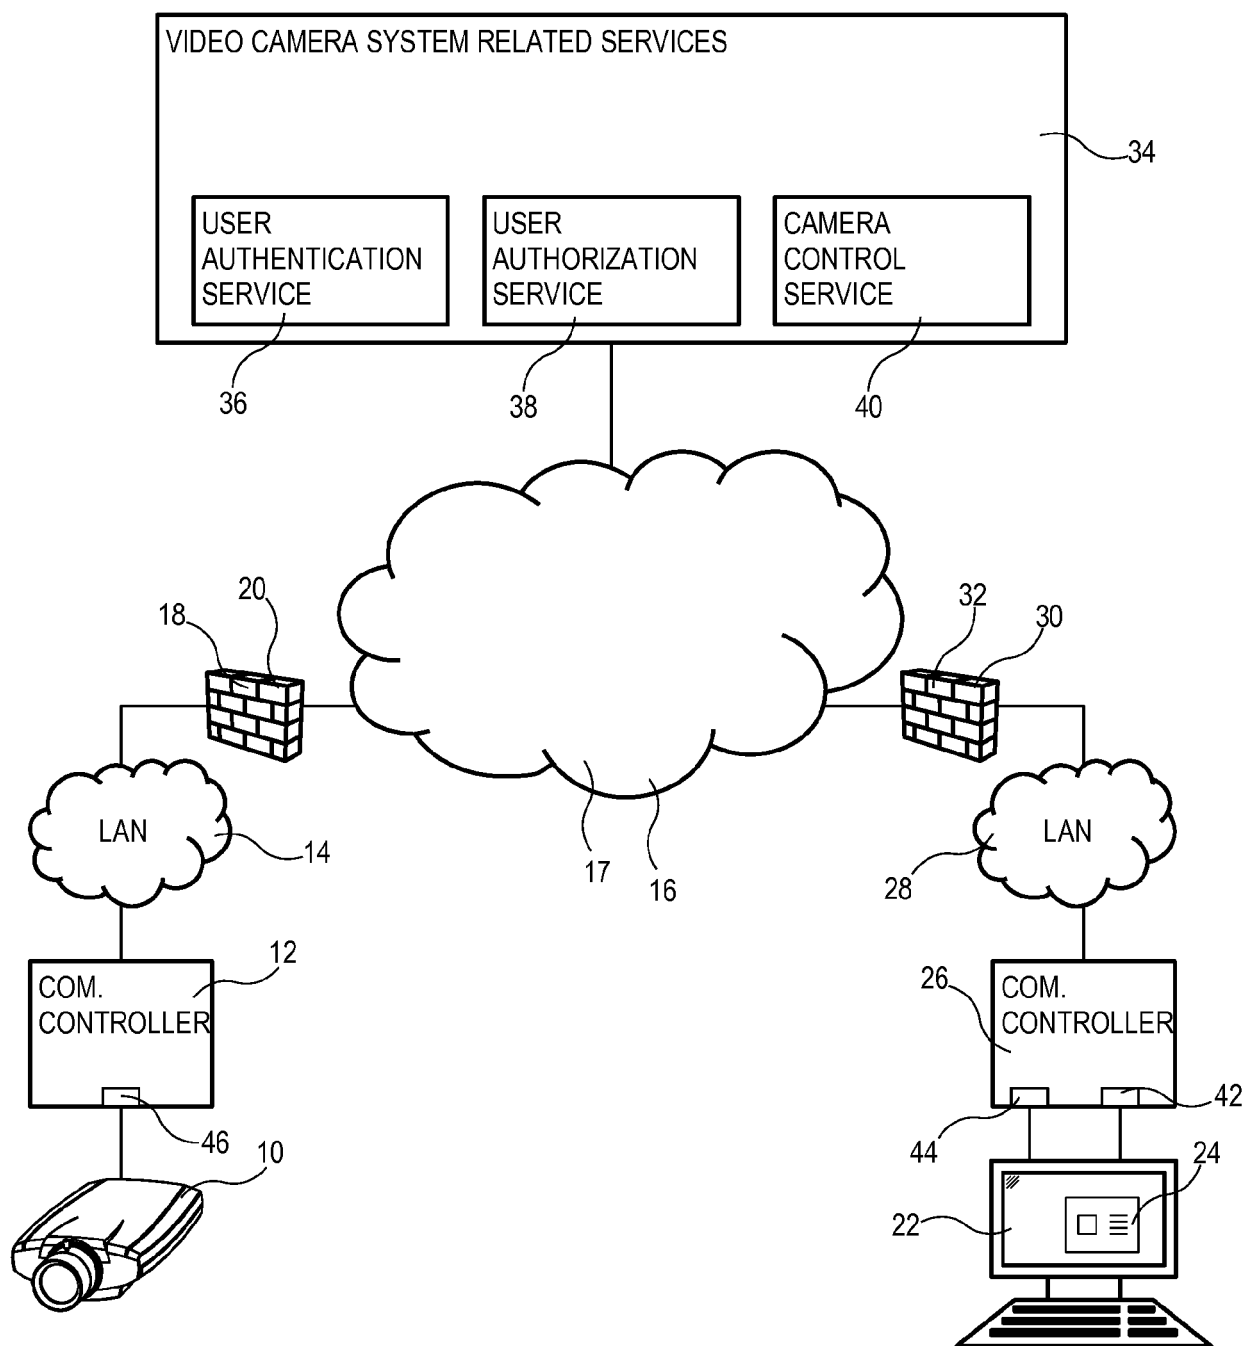 VIDEO CAMERA SYSTEM RELATED SERVICES
34
USER
AUTHENTICATION
SERVICE
USER
AUTHORIZATION
SERVICE
CAMERA
CONTROL
SERVICE
36
38
40
20
18
32
30
LAN
14
17
16
LAN
28
12
COM.
CONTROLLER
26
COM.
CONTROLLER
46
10
42
44
24
22